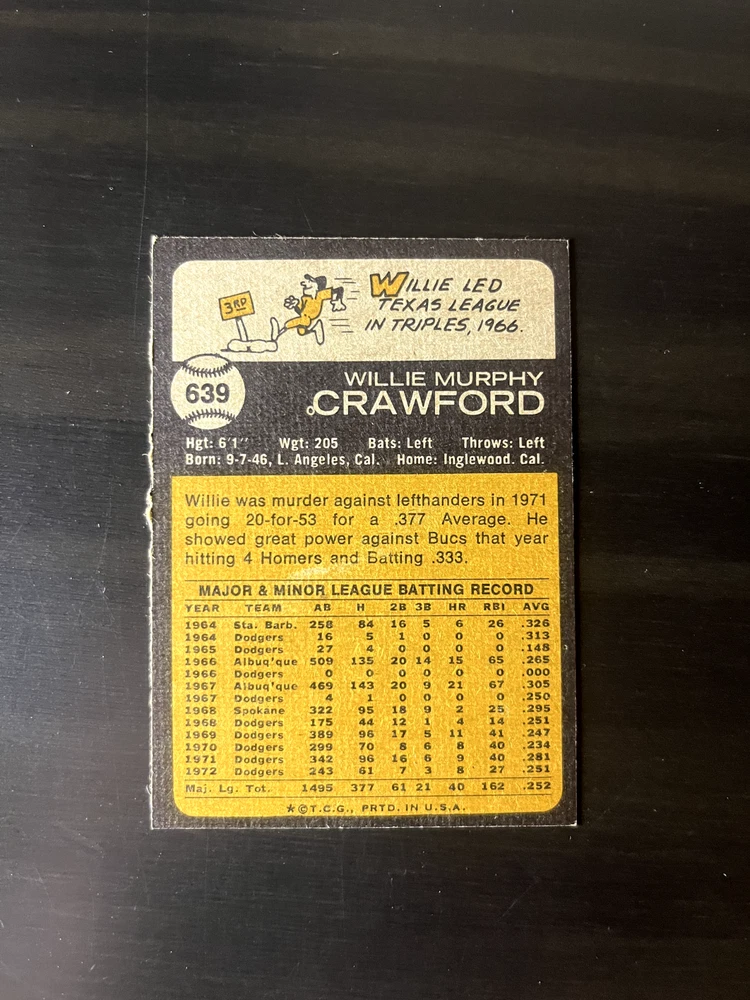 3RD
WILLIE LED
TEXAS LEAGUE
IN TRIPLES, 1966.
639
WILLIE MURPHY
CRAWFORD
Hgt: 6'1" Wgt: 205 Bats: Left Throws: Left
Born: 9-7-46, L. Angeles, Cal. Home: Inglewood. Cal.
Willie was murder against lefthanders in 1971
going 20-for-53 for a .377 Average. He
showed great power against Bucs that year
hitting 4 Homers and Batting .333.
MAJOR & MINOR LEAGUE BATTING RECORD
YEAR TEAM AB H 2B 3B HR RBI AVG
1964 Sta. Barb. 258 84 16 5 6 26 .326
1964 Dodgers 16 5 1 0 0 0 .313
1965 Dodgers 27 4 0 0 0 0 .148
1966 Albuq'que 509 135 20 14 15 65 .265
1966 Dodgers 0 0 0 0 0 0 .000
1967 Albuq'que 469 143 20 9 21 67 .305
1967 Dodgers 4 1 0 0 0 0 .250
1968 Spokane 322 95 18 9 2 25 .295
1968 Dodgers 175 44 12 1 4 14 .251
1969 Dodgers 389 96 17 5 11 41 .247
1970 Dodgers 299 70 8 6 8 40 .234
1971 Dodgers 342 96 16 6 9 40 .281
1972 Dodgers 243 61 7 3 8 27 .251
Maj. Lg. Tot. 1495 377 61 21 40 162 .252
*©T.C.G., PRTD. IN U.S.A.